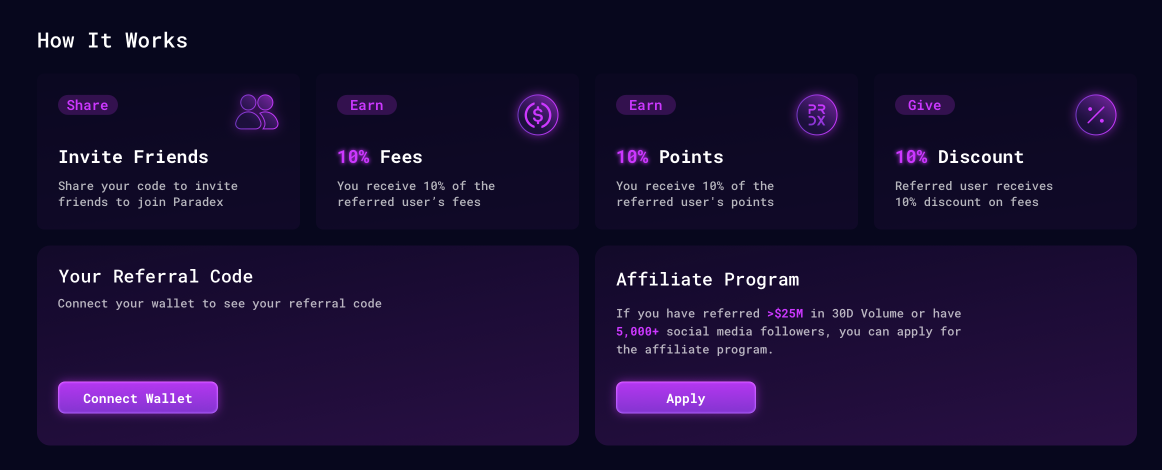 How It Works
Share
Invite Friends
Share your code to invite
friends to join Paradex
Earn
10% Fees
You receive 10% of the
referred user's fees
Earn
PR
DX
10% Points
You receive 10% of the
referred user's points
Give
10% Discount
Referred user receives
10% discount on fees
Your Referral Code
Connect your wallet to see your referral code
Connect Wallet
Affiliate Program
If you have referred >$25M in 30D Volume or have
5,000+ social media followers, you can apply for
the affiliate program.
Apply